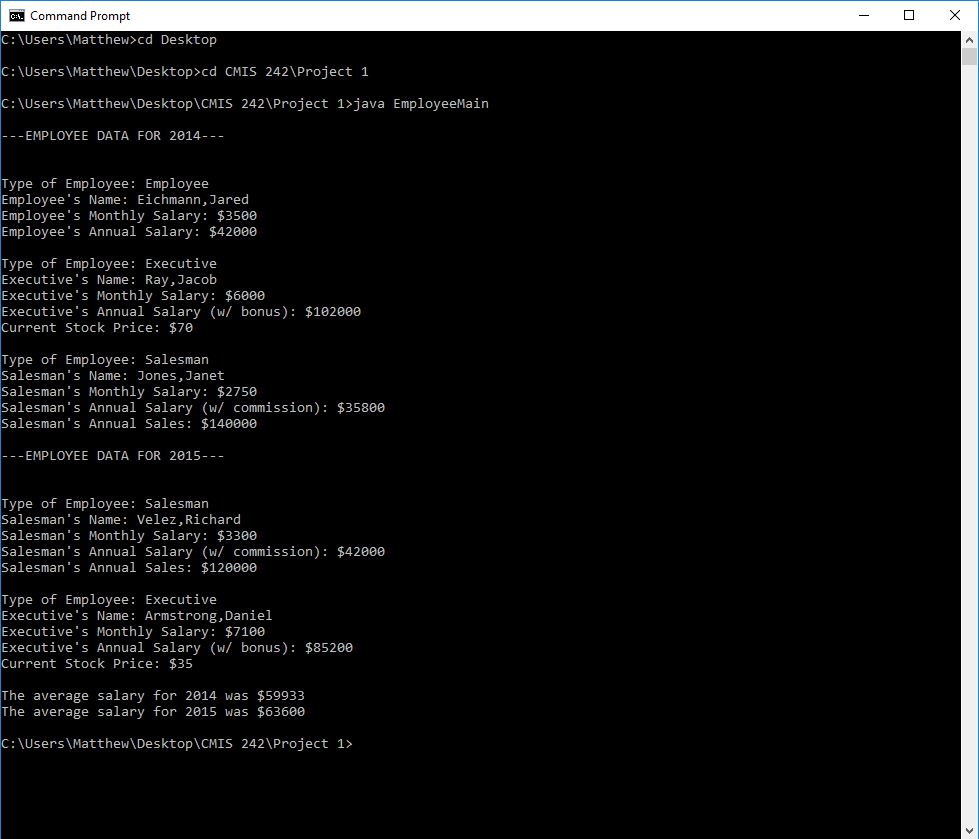 Command Prompt
C:\Users\Matthew>cd Desktop
C:\Users\Matthew\Desktop>cd CMIS 242\Project 1
C:\Users\Matthew\Desktop\CMIS 242\Project 1>java EmployeeMain
---EMPLOYEE DATA FOR 2014---
Type of Employee: Employee
Employee's Name: Eichmann,Jared
Employee's Monthly Salary: $3500
Employee's Annual Salary: $42000
Type of Employee: Executive
Executive's Name: Ray,Jacob
Executive's Monthly Salary: $6000
Executive's Annual Salary (w/ bonus): $102000
Current Stock Price: $70
Type of Employee: Salesman
Salesman's Name: Jones,Janet
Salesman's Monthly Salary: $2750
Salesman's Annual Salary (w/ commission): $35800
Salesman's Annual Sales: $140000
---EMPLOYEE DATA FOR 2015---
Type of Employee: Salesman
Salesman's Name: Velez,Richard
Salesman's Monthly Salary: $3300
Salesman's Annual Salary (w/ commission): $42000
Salesman's Annual Sales: $120000
Type of Employee: Executive
Executive's Name: Armstrong,Daniel
Executive's Monthly Salary: $7100
Executive's Annual Salary (w/ bonus): $85200
Current Stock Price: $35
The average salary for 2014 was $59933
The average salary for 2015 was $63600
C:\Users\Matthew\Desktop\CMIS 242\Project 1>